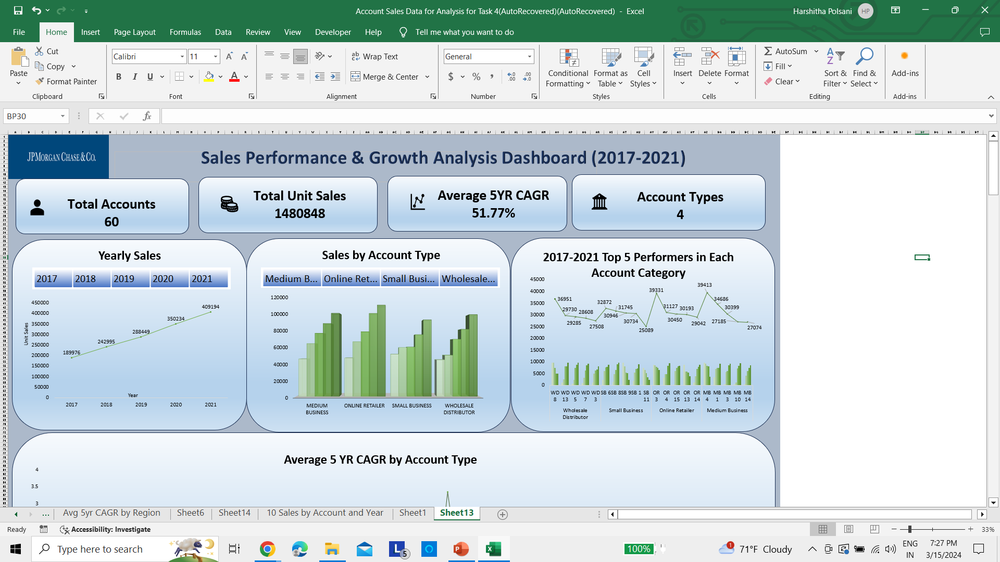 Account Sales Data for Analysis for Task 4(AutoRecovered)(AutoRecovered) - Excel
Harshitha Polsani
HP
File
Home
Insert
Page Layout
Formulas
Data
Review
View
Developer
Help
Tell me what you want to do
Paste
Cut
Copy
Format Painter
Clipboard
Calibri
11
B I U
Font
Wrap Text
Merge & Center
Alignment
General
$ % ,
Number
Conditional
Formatting
Format as
Table
Cell
Styles
Styles
Insert
Delete
Format
Cells
AutoSum
Fill
Clear
Sort &
Filter
Find &
Select
Editing
Add-ins
Add-ins
BP30
fx
JPMORGAN CHASE & CO.
Sales Performance & Growth Analysis Dashboard (2017-2021)
Total Accounts
60
Total Unit Sales
1480848
Average 5YR CAGR
51.77%
Account Types
4
Yearly Sales
2017 2018 2019 2020 2021
450000
400000
350000
300000
250000
200000
150000
100000
50000
0
Unit Sales
189976
242995
288449
350234
409194
Year
2017 2018 2019 2020 2021
Sales by Account Type
Medium B... Online Ret... Small Busi... Wholesale...
120000
100000
80000
60000
40000
20000
0
MEDIUM
BUSINESS
ONLINE RETAILER
SMALL BUSINESS
WHOLESALE
DISTRIBUTOR
2017-2021 Top 5 Performers in Each
Account Category
45000
40000
35000
30000
25000
20000
15000
10000
5000
0
36951
29730
29285
28608
27508
32872
30946
31745
30734
25089
39331
31127
30450
30193
29042
39413
34686
30399
27185
27074
WD
8
WD
13
WD
5
WD
7
WD
3
SB 6
SB 8
SB 9
SB 1
SB
11
OR
3
OR
4
OR
15
OR
13
OR
14
MB
4
MB
1
MB
3
MB
10
MB
14
Wholesale
Distributor
Small Business
Online Retailer
Medium Business
Average 5 YR CAGR by Account Type
4
3.5
3
...
Avg 5yr CAGR by Region
Sheet6
Sheet14
10 Sales by Account and Year
Sheet1
Sheet13
Ready
Accessibility: Investigate
33%
Type here to search
5
100%
1
71°F Cloudy
ENG
IN
7:27 PM
3/15/2024